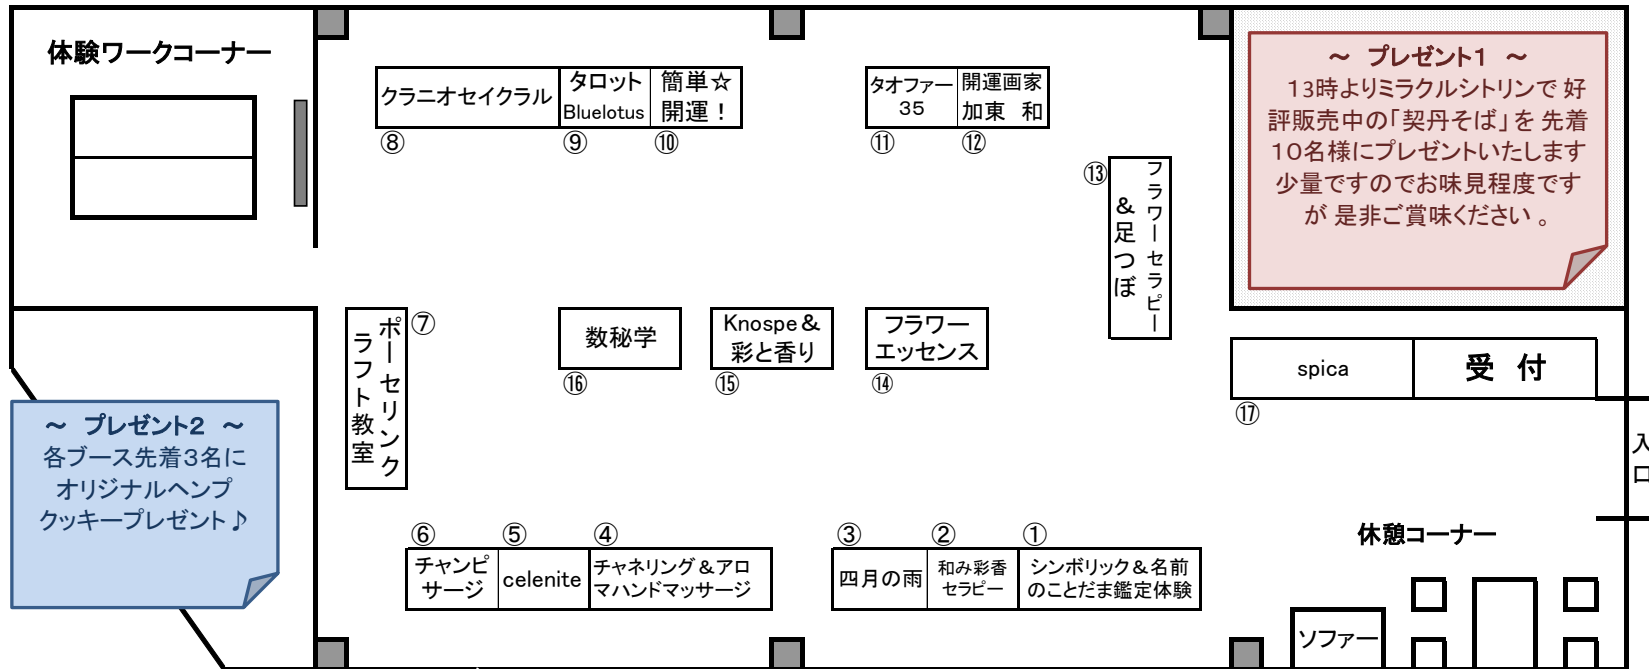 体験ワークコーナー
クラニオセイクラル
⑧
タロット
Bluelotus
⑨
簡単☆
開運！
⑩
タオファー
35
⑪
開運画家
加東　和
⑫
⑬
フラワーセラピー
＆足つぼ
～ プレゼント1 ～
13時よりミラクルシトリンで 好
評販売中の「契丹そば」を 先着
10名様にプレゼントいたします
少量ですのでお味見程度です
が 是非ご賞味ください 。
ポーセリンク
ラフト教室
⑦
数秘学
⑯
Knospe＆
彩と香り
⑮
フラワー
エッセンス
⑭
spica
⑰
受 付
入
口
～ プレゼント2 ～
各ブース先着3名に
オリジナルヘンプ
クッキープレゼント♪
⑥
チャンピ
サージ
⑤
celenite
④
チャネリング＆アロ
マハンドマッサージ
③
四月の雨
②
和み彩香
セラピー
①
シンボリック＆名前
のことだま鑑定体験
休憩コーナー
ソファー